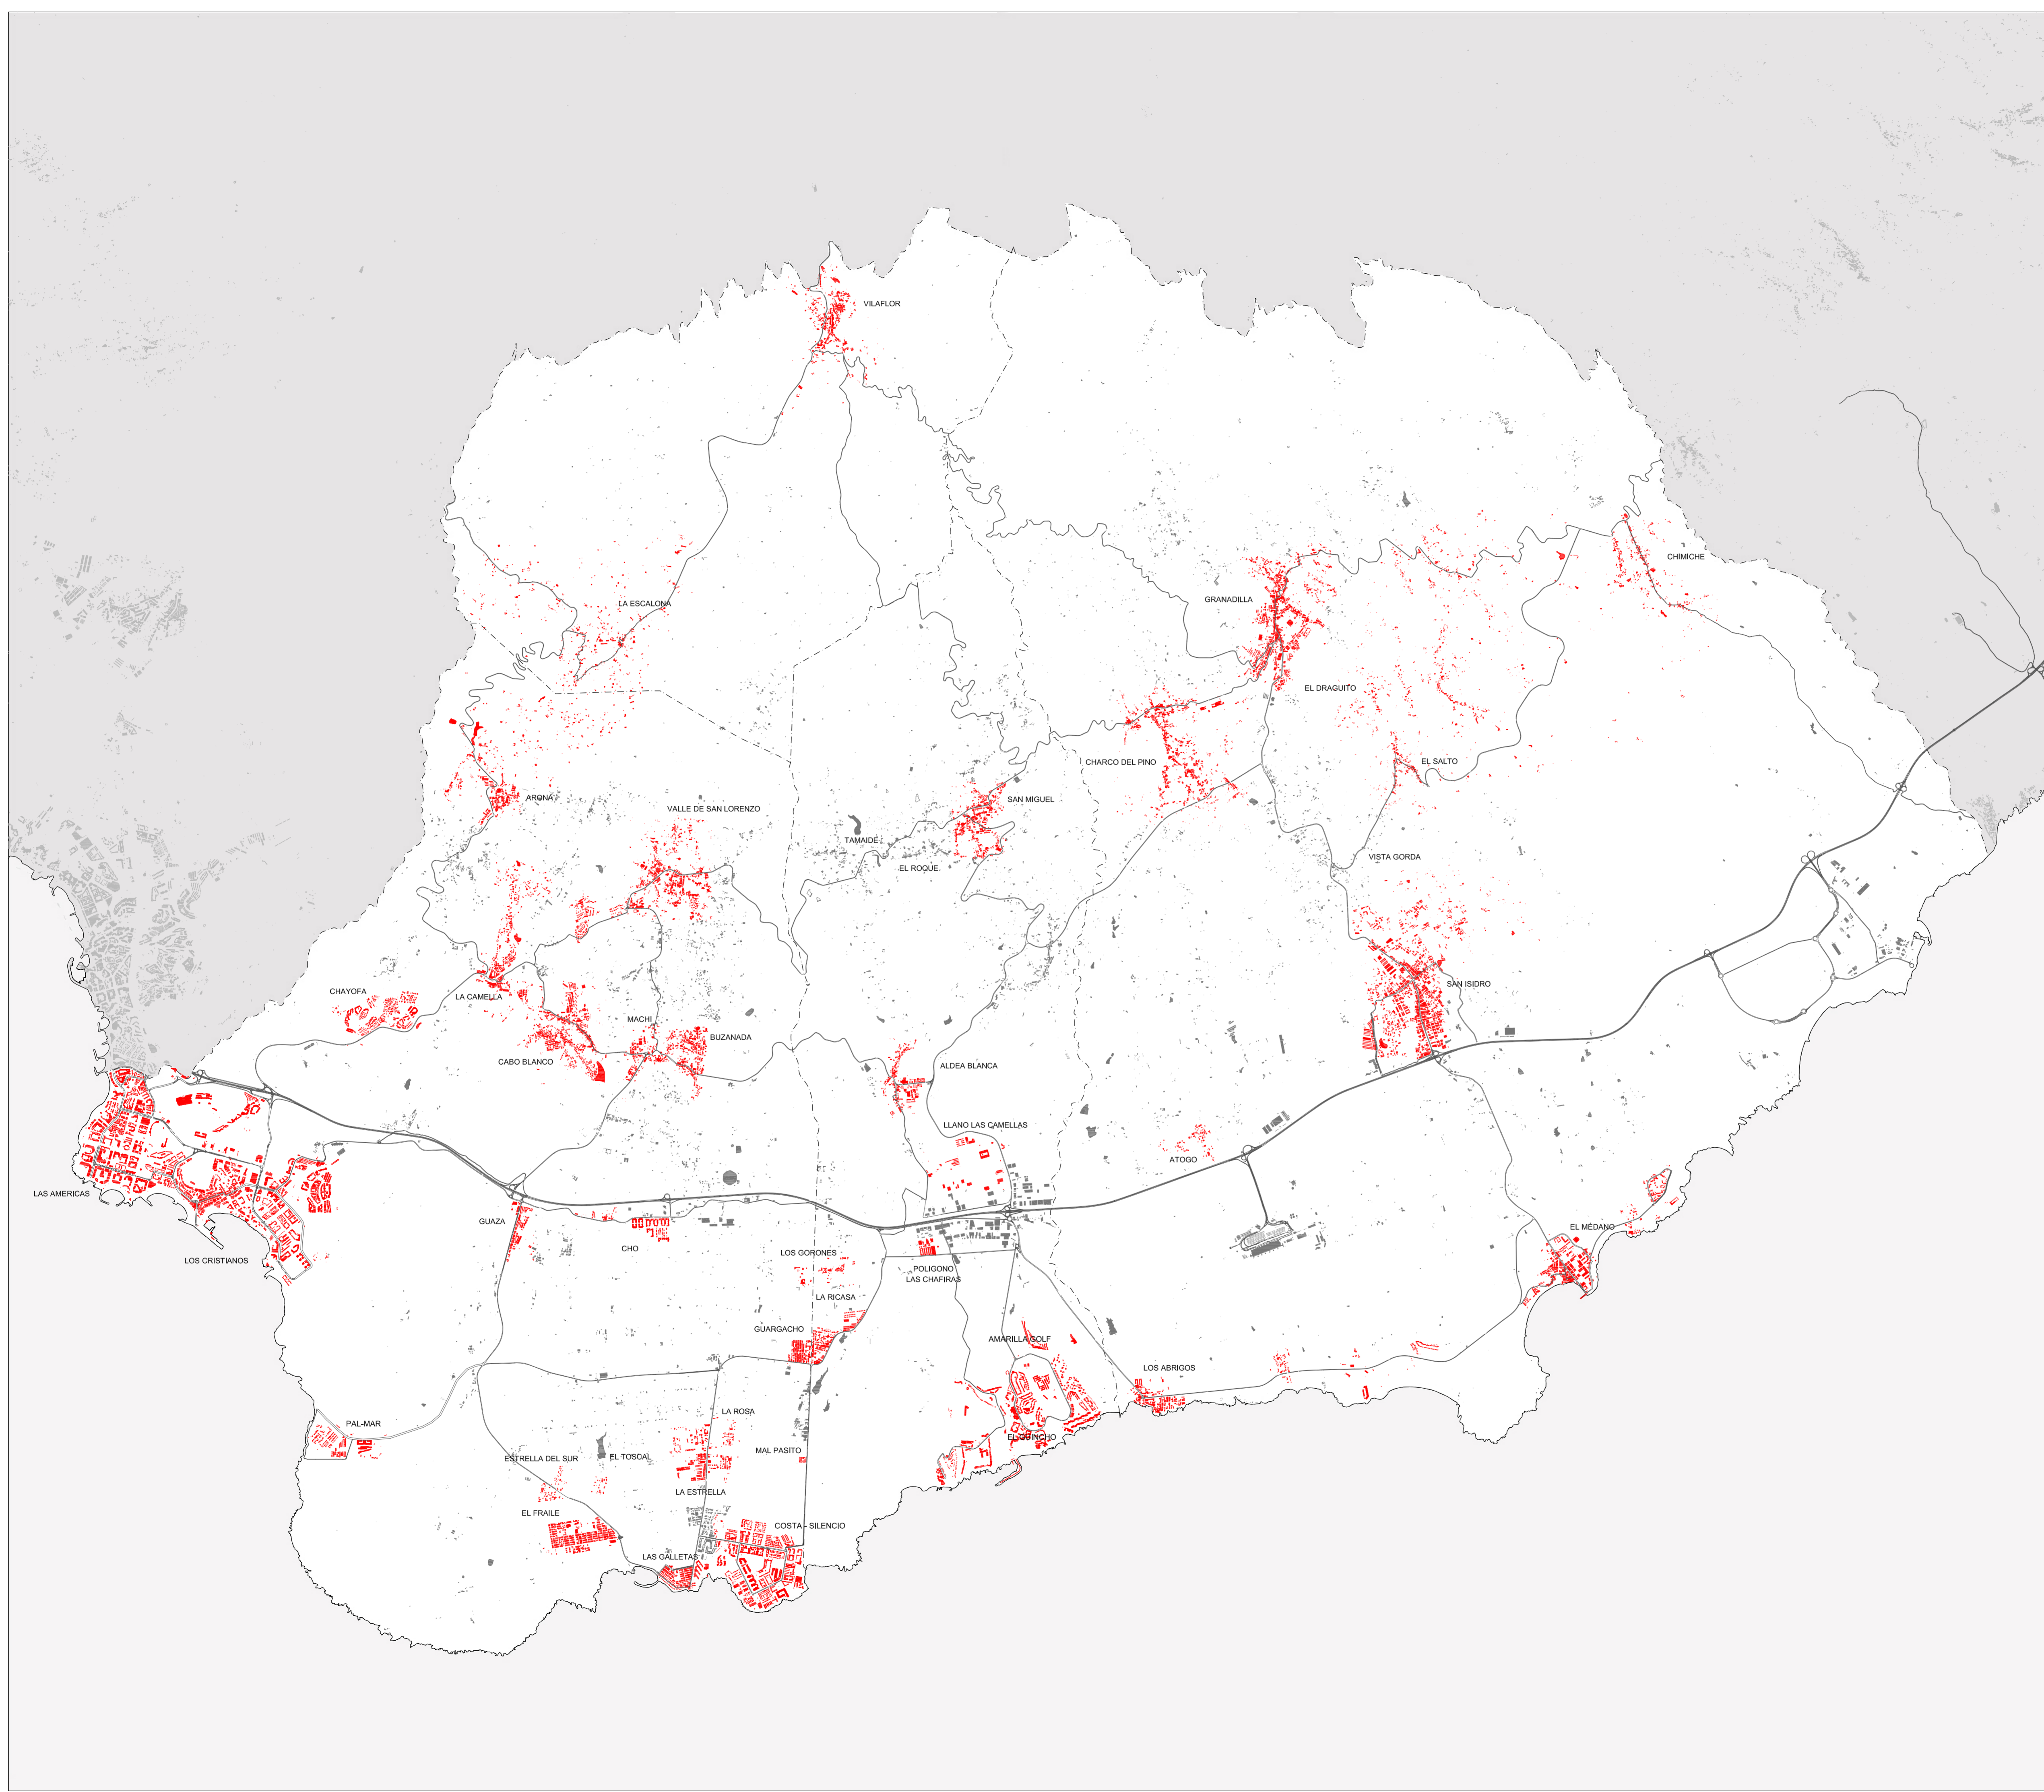 VILAFLOR
CHIMICHE
LA ESCALONA
GRANADILLA
EL DRAGUITO
CHARCO DEL PINO
EL SALTO
ARONA
SAN MIGUEL
VALLE DE SAN LORENZO
TAMAIDE
EL ROQUE
VISTA GORDA
SAN ISIDRO
CHAYOFA
LA CAMELLA
MACHI
BUZANADA
CABO BLANCO
ALDEA BLANCA
LLANO LAS CAMELLAS
ATOGO
LAS AMERICAS
GUAZA
EL MÉDANO
CHO
LOS GORONES
LOS CRISTIANOS
POLIGONO
LAS CHAFIRAS
LA RICASA
GUARGACHO
AMARILLA GOLF
LOS ABRIGOS
LA ROSA
PAL-MAR
EL GUINCHO
MAL PASITO
ESTRELLA DEL SUR
EL TOSCAL
LA ESTRELLA
EL FRAILE
COSTA - SILENCIO
LAS GALLETAS